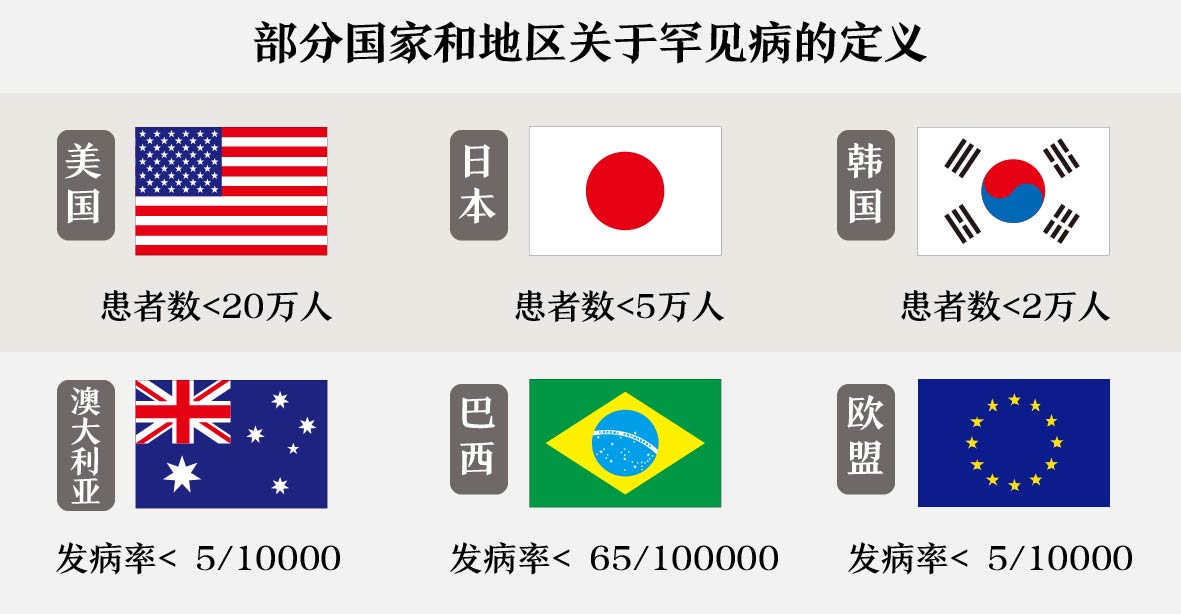 部分国家和地区关于罕见病的定义
美国
日本
韩国
患者数<20万人
患者数<5万人
患者数<2万人
澳大利亚
巴西
欧盟
发病率< 5/10000
发病率< 65/100000
发病率< 5/10000